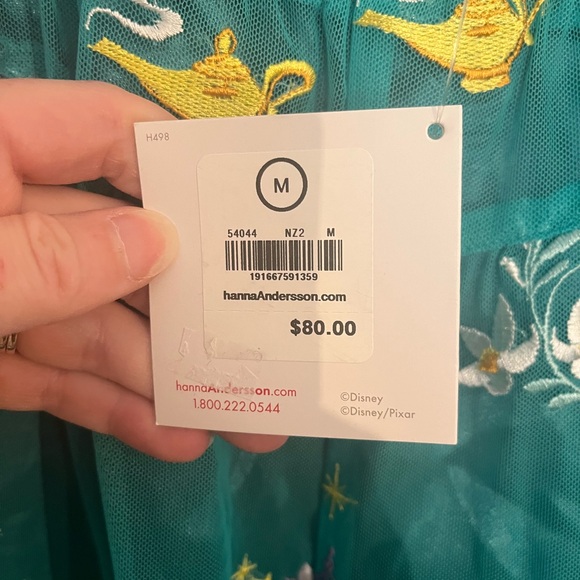 H498
M
54044 NZ2 M
191667591359
hannaAndersson.com
$80.00
hannaAndersson.com
1.800.222.0544
©Disney
©Disney/Pixar